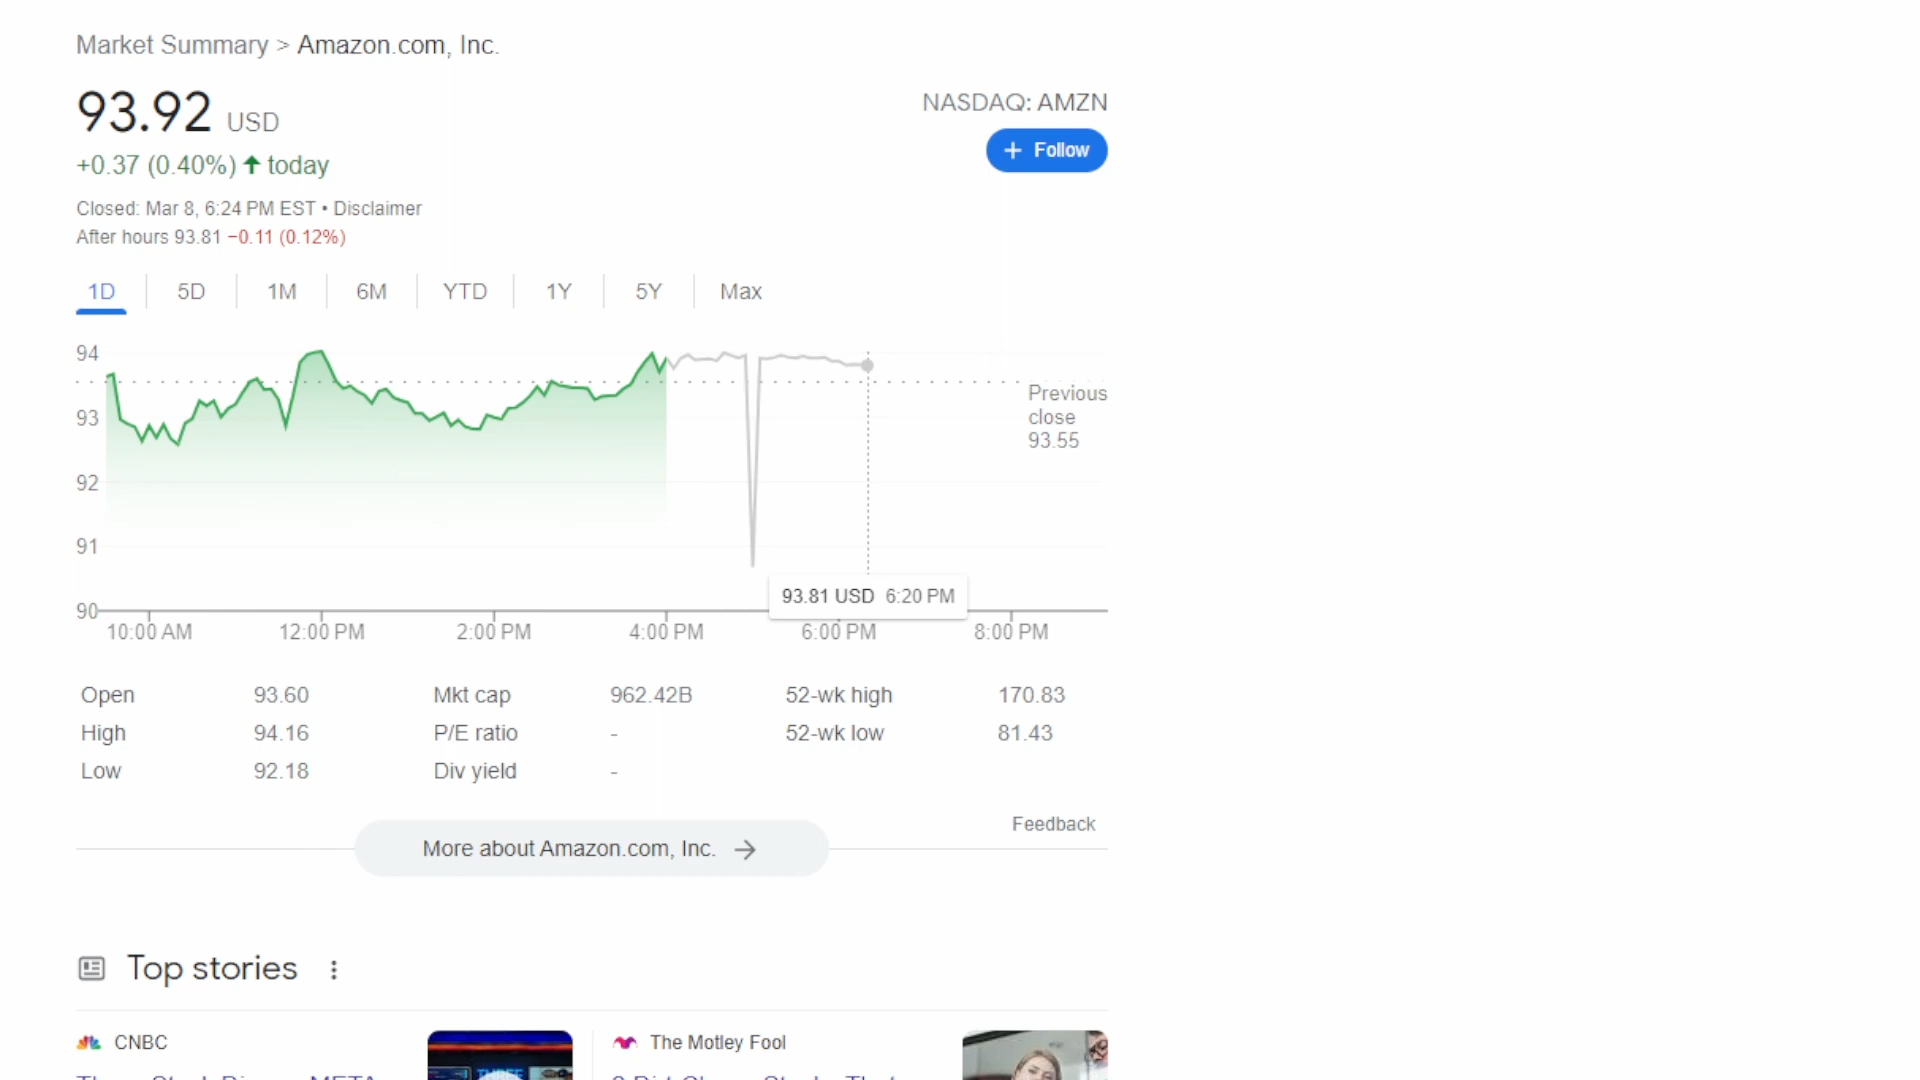 Market Summary > Amazon.com, Inc.
93.92 USD
NASDAQ: AMZN
+ Follow
+0.37 (0.40%) ↑ today
Closed: Mar 8, 6:24 PM EST • Disclaimer
After hours 93.81 −0.11 (0.12%)
1D 5D 1M 6M YTD 1Y 5Y Max
94
93
92
91
90
Previous
close
93.55
93.81 USD 6:20 PM
10:00 AM 12:00 PM 2:00 PM 4:00 PM 6:00 PM 8:00 PM
Open 93.60 Mkt cap 962.42B 52-wk high 170.83
High 94.16 P/E ratio - 52-wk low 81.43
Low 92.18 Div yield -
Feedback
More about Amazon.com, Inc. →
Top stories
CNBC
The Motley Fool
THREE